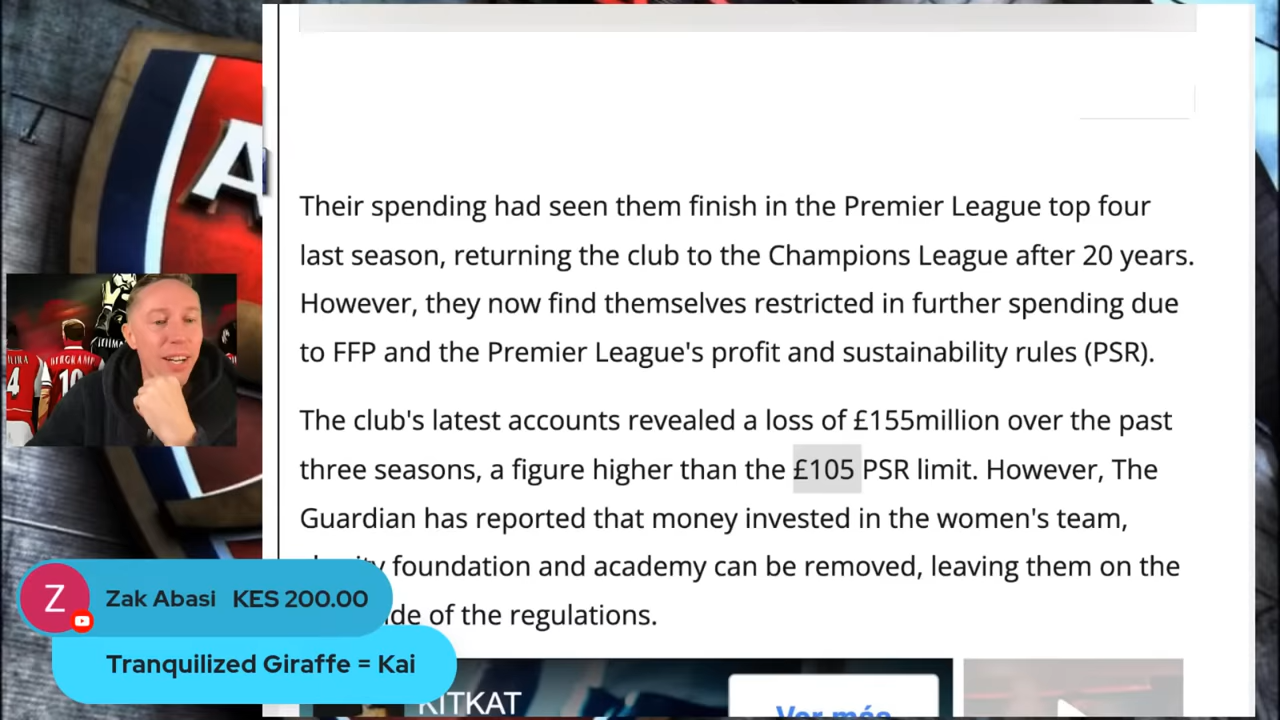 A
Their spending had seen them finish in the Premier League top four
last season, returning the club to the Champions League after 20 years.
However, they now find themselves restricted in further spending due
to FFP and the Premier League's profit and sustainability rules (PSR).
The club's latest accounts revealed a loss of £155million over the past
three seasons, a figure higher than the £105 PSR limit. However, The
Guardian has reported that money invested in the women's team,
foundation and academy can be removed, leaving them on the
of the regulations.
BERGKAMP
4
10
Z
Zak Abasi KES 200.00
Tranquilized Giraffe = Kai
KITKAT
Ver más